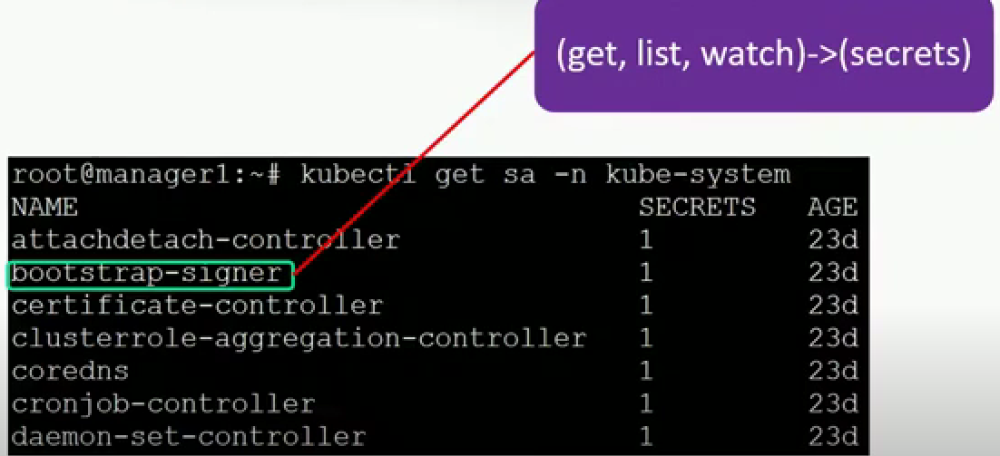 (get, list, watch)->(secrets)
root@manager1:~# kubectl get sa -n kube-system
NAME SECRETS AGE
attachdetach-controller 1 23d
bootstrap-signer 1 23d
certificate-controller 1 23d
clusterrole-aggregation-controller 1 23d
coredns 1 23d
cronjob-controller 1 23d
daemon-set-controller 1 23d